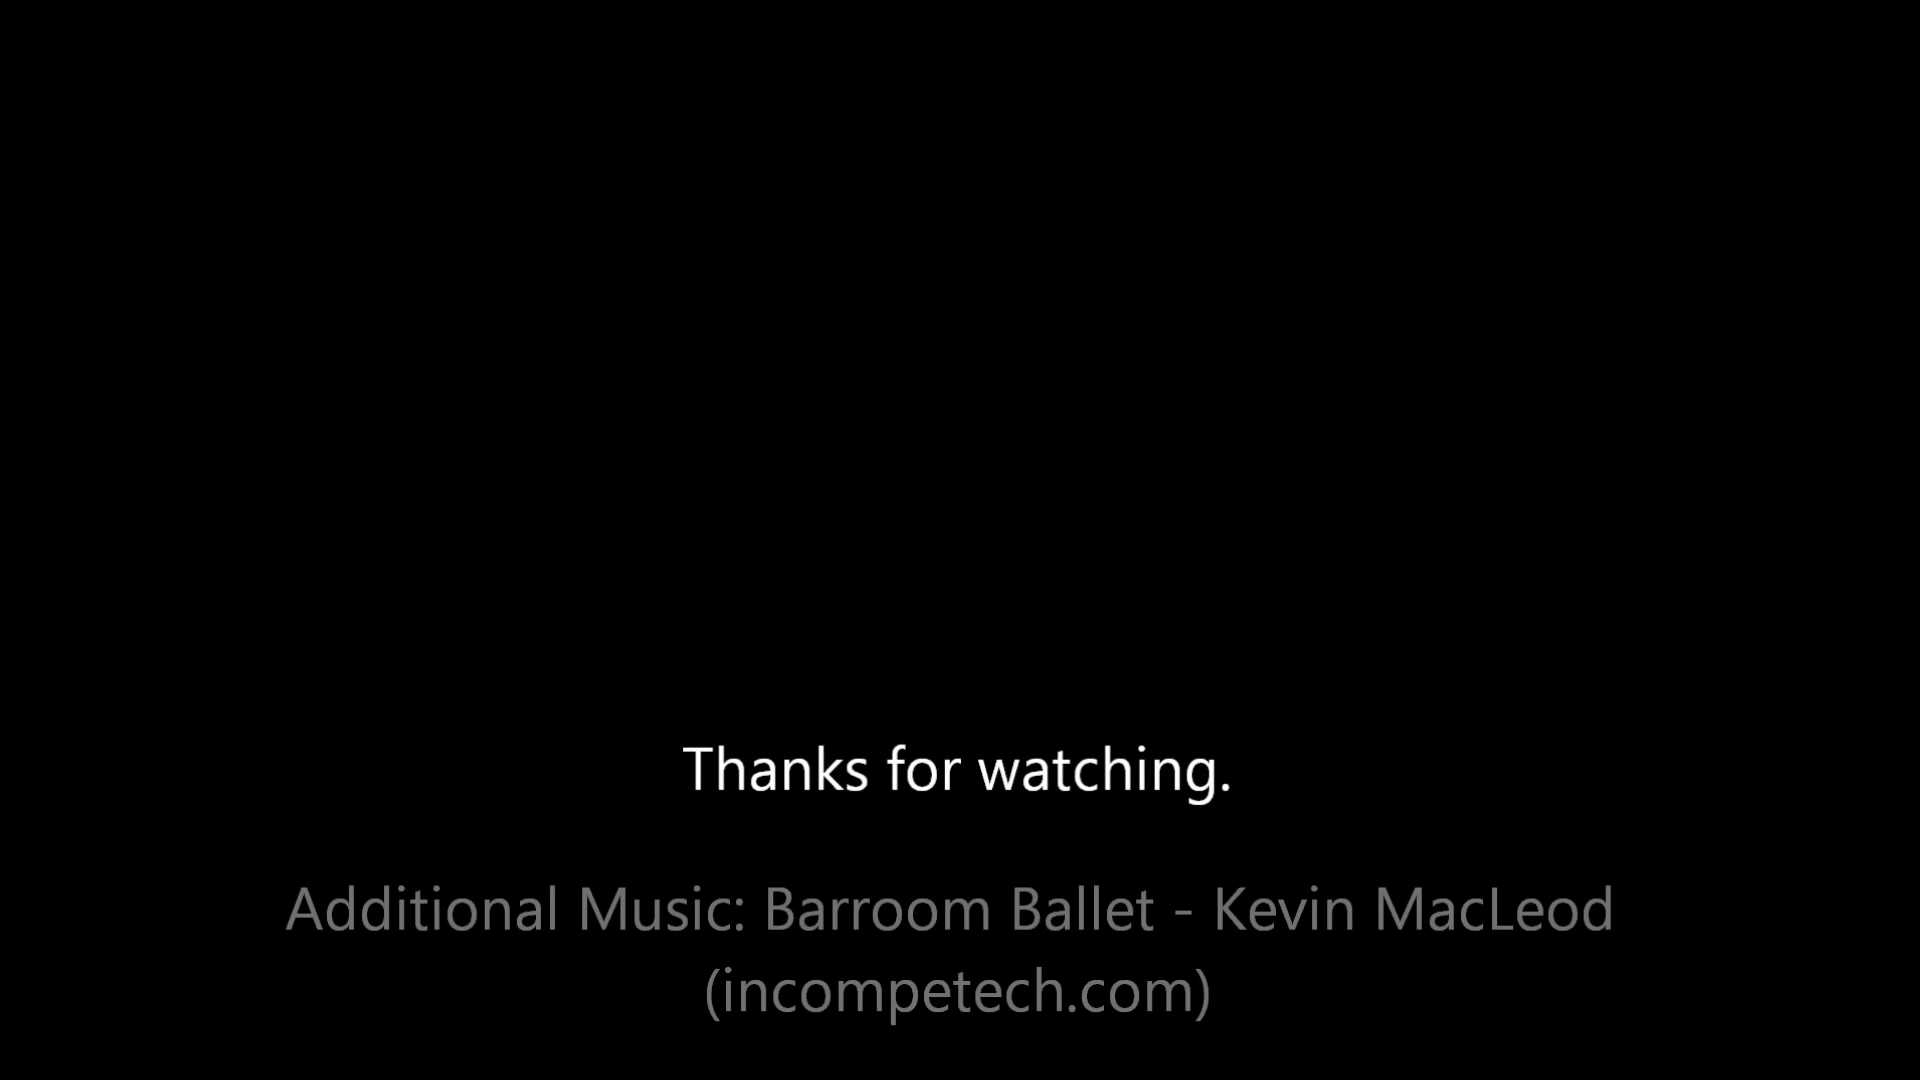 Thanks for watching.
Additional Music: Barroom Ballet - Kevin MacLeod
(incompetech.com)